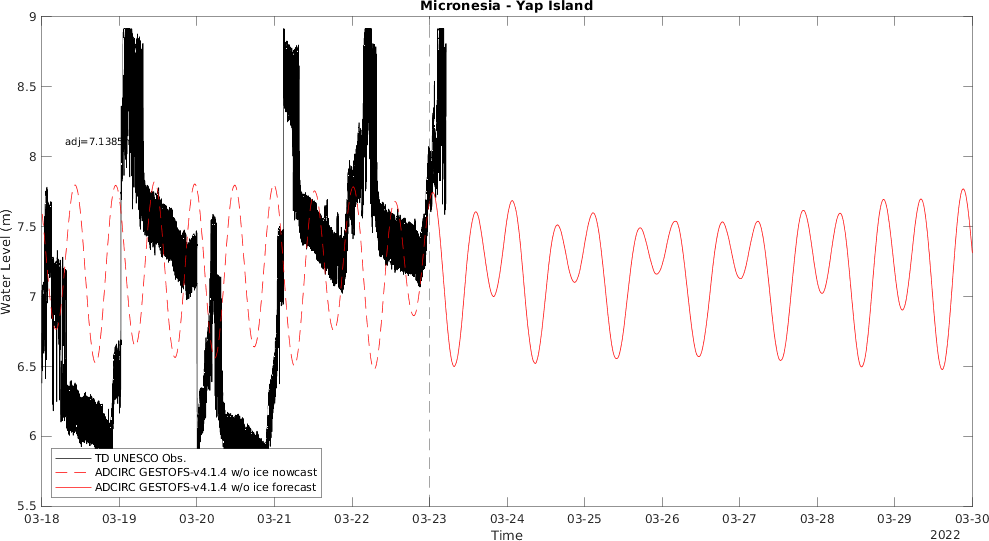 Micronesia - Yap Island
9
8.5
8
7.5
7
6.5
6
5.5
Water Level (m)
adj=7.1385
TD UNESCO Obs.
ADCIRC GESTOFS-v4.1.4 w/o ice nowcast
ADCIRC GESTOFS-v4.1.4 w/o ice forecast
03-18 03-19 03-20 03-21 03-22 03-23 03-24 03-25 03-26 03-27 03-28 03-29 03-30
Time
2022